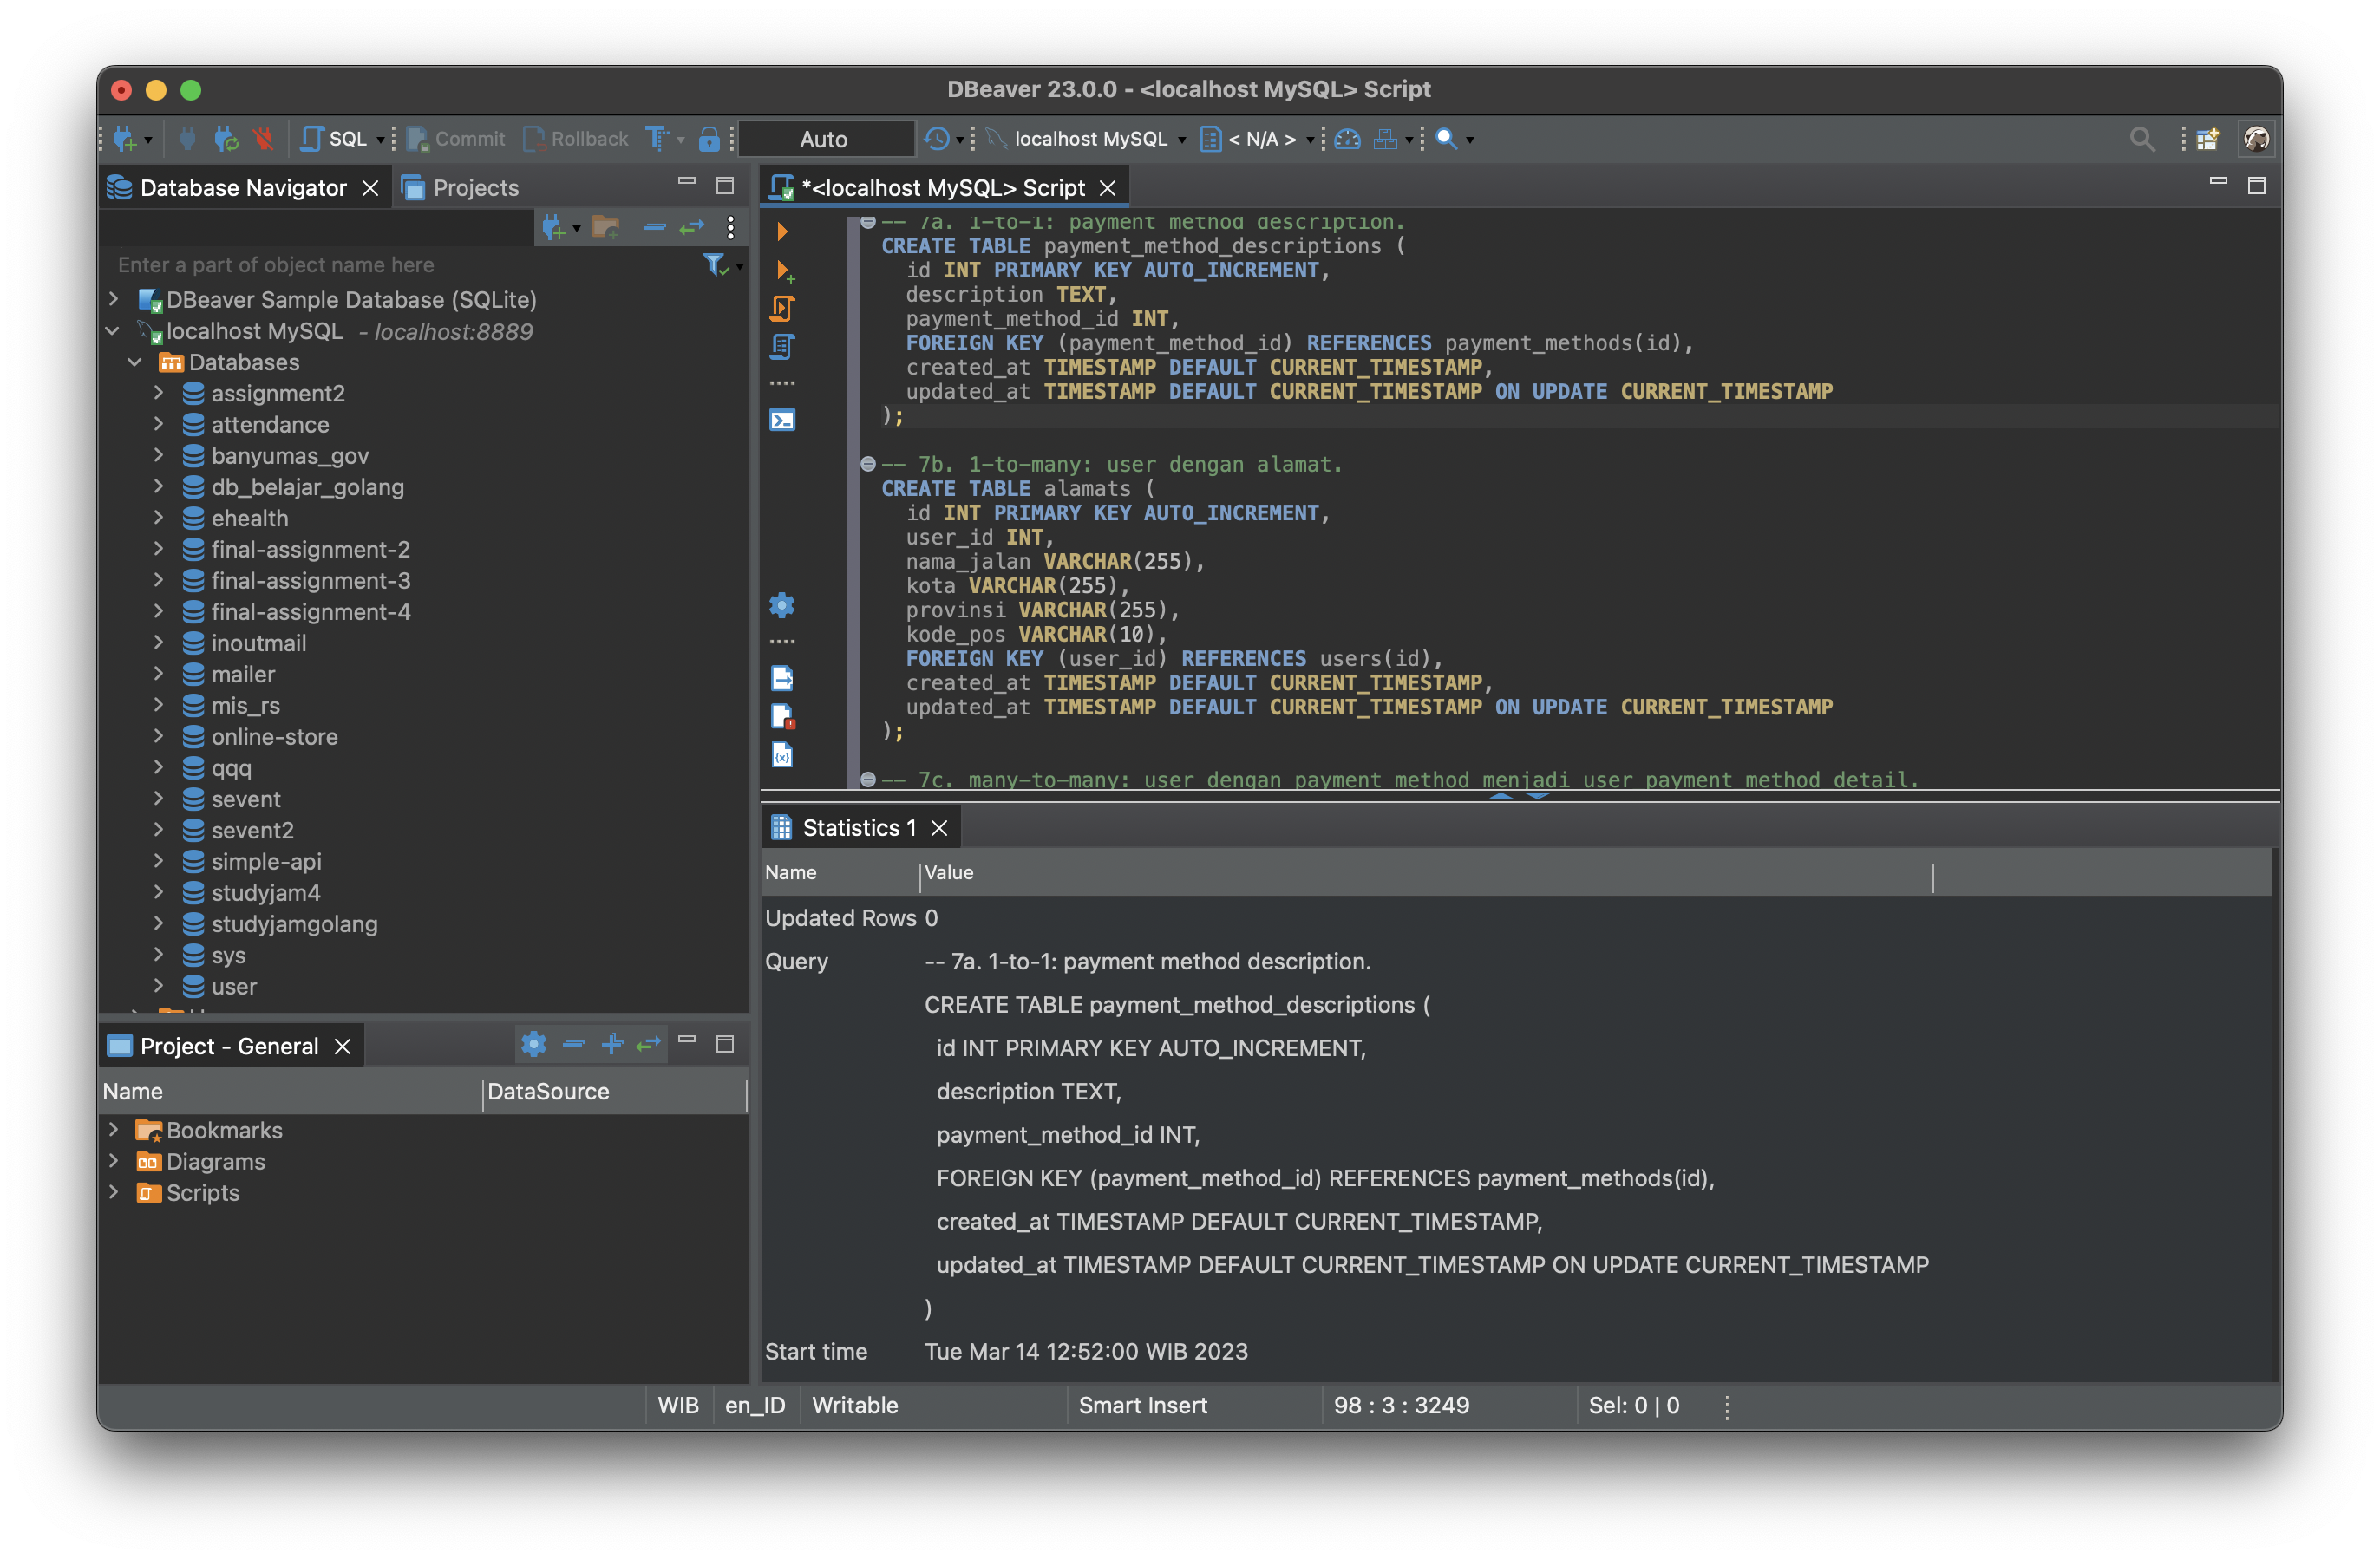 DBeaver 23.0.0 - <localhost MySQL> Script
SQL Commit Rollback Auto localhost MySQL < N/A >
Database Navigator Projects
Enter a part of object name here
DBeaver Sample Database (SQLite)
localhost MySQL - localhost:8889
Databases
assignment2
attendance
banyumas_gov
db_belajar_golang
ehealth
final-assignment-2
final-assignment-3
final-assignment-4
inoutmail
mailer
mis_rs
online-store
qqq
sevent
sevent2
simple-api
studyjam4
studyjamgolang
sys
user
Project - General
Name DataSource
Bookmarks
Diagrams
Scripts
*<localhost MySQL> Script
-- 7a. 1-to-1: payment method description.
CREATE TABLE payment_method_descriptions (
id INT PRIMARY KEY AUTO_INCREMENT,
description TEXT,
payment_method_id INT,
FOREIGN KEY (payment_method_id) REFERENCES payment_methods(id),
created_at TIMESTAMP DEFAULT CURRENT_TIMESTAMP,
updated_at TIMESTAMP DEFAULT CURRENT_TIMESTAMP ON UPDATE CURRENT_TIMESTAMP
);
-- 7b. 1-to-many: user dengan alamat.
CREATE TABLE alamats (
id INT PRIMARY KEY AUTO_INCREMENT,
user_id INT,
nama_jalan VARCHAR(255),
kota VARCHAR(255),
provinsi VARCHAR(255),
kode_pos VARCHAR(10),
FOREIGN KEY (user_id) REFERENCES users(id),
created_at TIMESTAMP DEFAULT CURRENT_TIMESTAMP,
updated_at TIMESTAMP DEFAULT CURRENT_TIMESTAMP ON UPDATE CURRENT_TIMESTAMP
);
-- 7c. many-to-many: user dengan payment method menjadi user payment method detail.
Statistics 1
Name Value
Updated Rows 0
Query -- 7a. 1-to-1: payment method description.
CREATE TABLE payment_method_descriptions (
id INT PRIMARY KEY AUTO_INCREMENT,
description TEXT,
payment_method_id INT,
FOREIGN KEY (payment_method_id) REFERENCES payment_methods(id),
created_at TIMESTAMP DEFAULT CURRENT_TIMESTAMP,
updated_at TIMESTAMP DEFAULT CURRENT_TIMESTAMP ON UPDATE CURRENT_TIMESTAMP
)
Start time Tue Mar 14 12:52:00 WIB 2023
WIB en_ID Writable Smart Insert 98 : 3 : 3249 Sel: 0 | 0